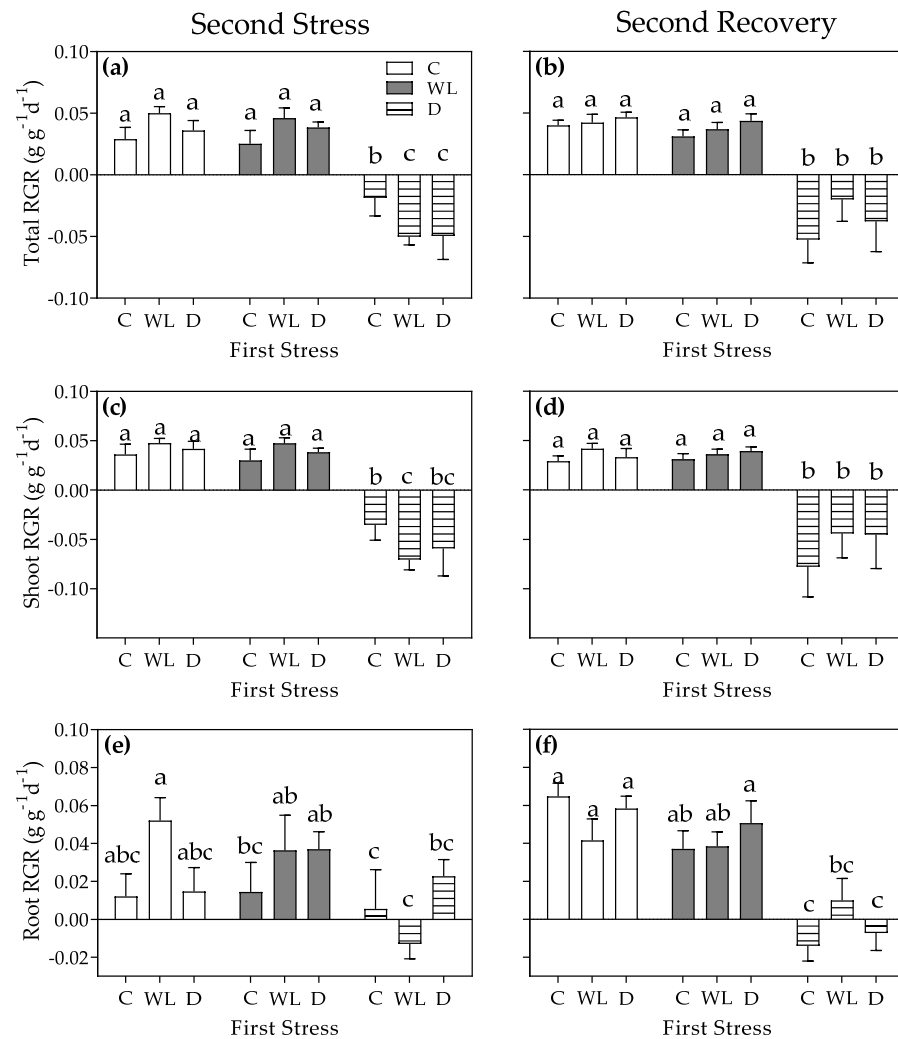 Second Stress
Second Recovery
(a)
C
WL
D
0.10
0.05
0.00
-0.05
-0.10
Total RGR (g g⁻¹d⁻¹)
a a a a a a b c c
C WL D C WL D C WL D
First Stress
(b)
a a a a a a b b b
C WL D C WL D C WL D
First Stress
(c)
0.10
0.05
0.00
-0.05
-0.10
Shoot RGR (g g⁻¹d⁻¹)
a a a a a a b c bc
C WL D C WL D C WL D
First Stress
(d)
a a a a a a b b b
C WL D C WL D C WL D
First Stress
(e)
0.10
0.08
0.06
0.04
0.02
0.00
-0.02
Root RGR (g g⁻¹d⁻¹)
abc a abc bc ab ab c c bc
C WL D C WL D C WL D
First Stress
(f)
a a a ab ab a c bc c
C WL D C WL D C WL D
First Stress